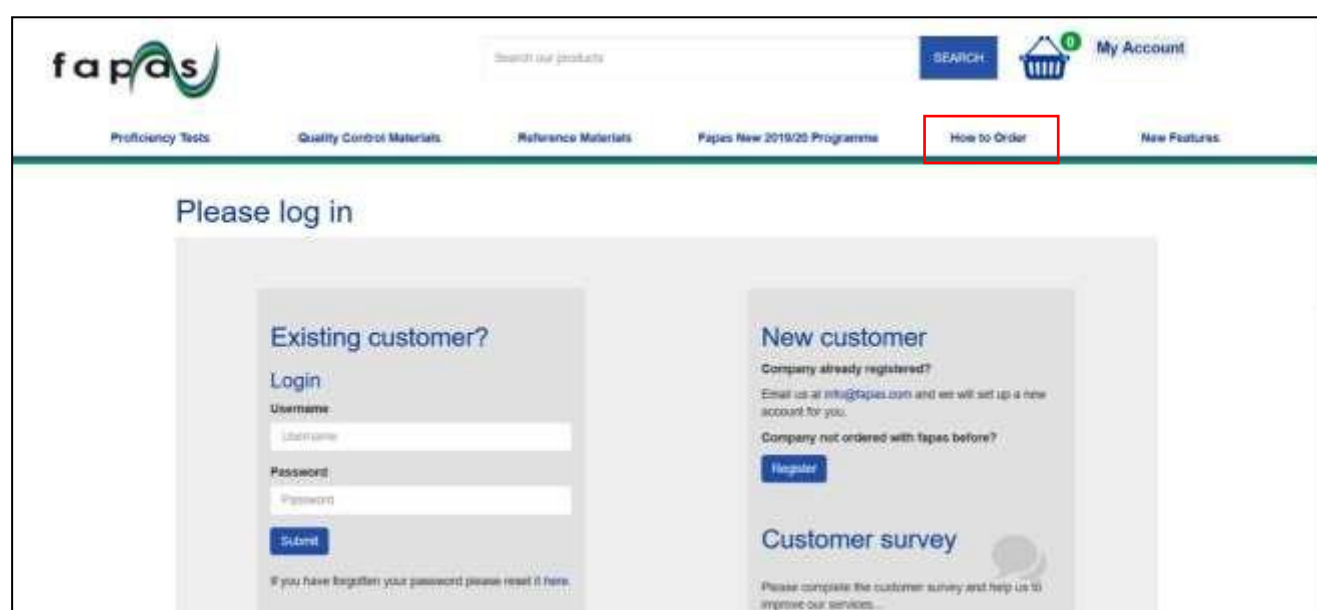 fapas
Search our products
SEARCH
0
My Account
Proficiency Tests
Quality Control Materials
Reference Materials
Fapas New 2019/20 Programme
How to Order
New Features
Please log in
Existing customer?
Login
Username
Username
Password
Password
Submit
If you have forgotten your password please reset it here.
New customer
Company already registered?
Email us at info@fapas.com and we will set up a new
account for you.
Company not ordered with fapas before?
Register
Customer survey
Please complete the customer survey and help us to
improve our services...